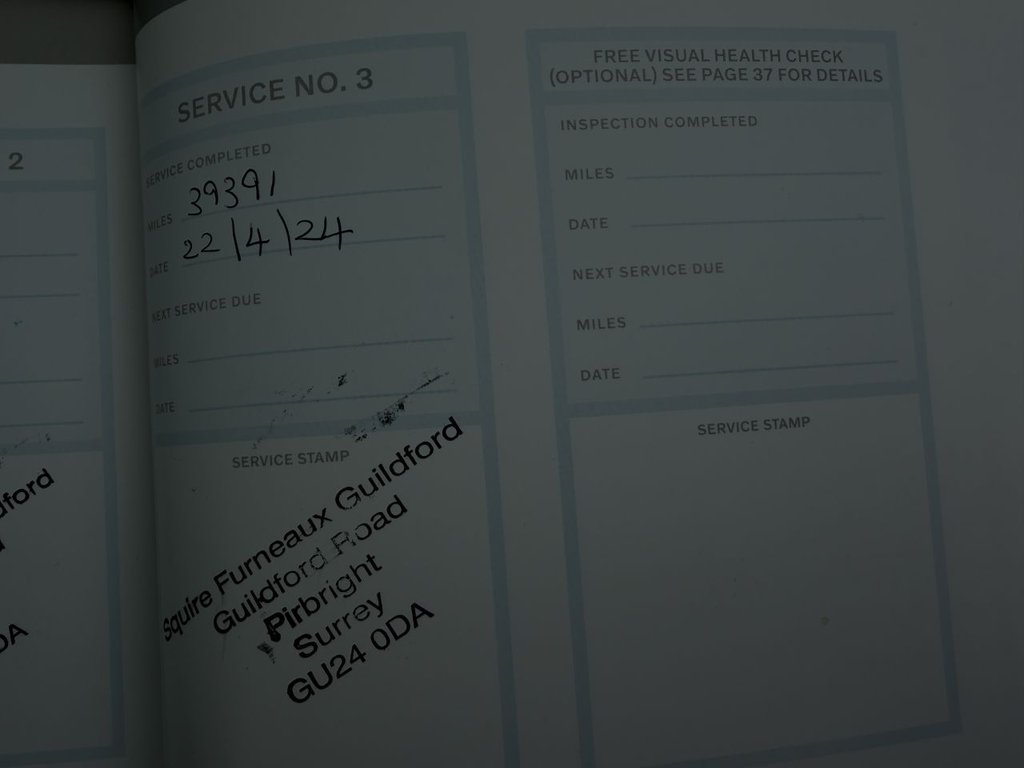 2
dford
DA
SERVICE NO. 3
SERVICE COMPLETED
MILES 39391
DATE 22/4/24
NEXT SERVICE DUE
MILES
DATE
SERVICE STAMP
Squire Furneaux Guildford
Guildford Road
Pirbright
Surrey
GU24 0DA
FREE VISUAL HEALTH CHECK
(OPTIONAL) SEE PAGE 37 FOR DETAILS
INSPECTION COMPLETED
MILES
DATE
NEXT SERVICE DUE
MILES
DATE
SERVICE STAMP